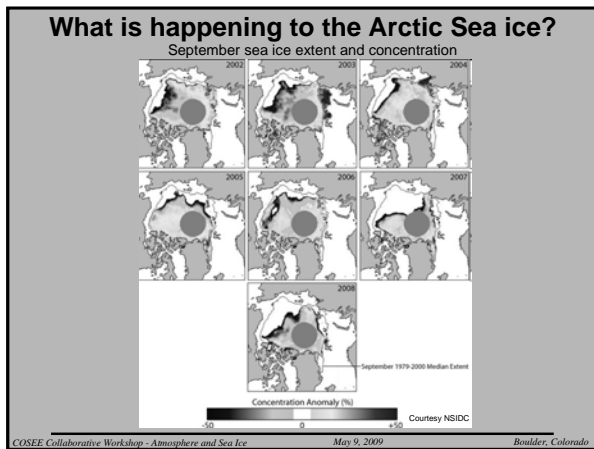 What is happening to the Arctic Sea ice?
September sea ice extent and concentration
2002
2003
2004
2005
2006
2007
2008
September 1979-2000 Median Extent
Concentration Anomaly (%)
-50
0
+50
Courtesy NSIDC
COSEE Collaborative Workshop - Atmosphere and Sea Ice
May 9, 2009
Boulder, Colorado